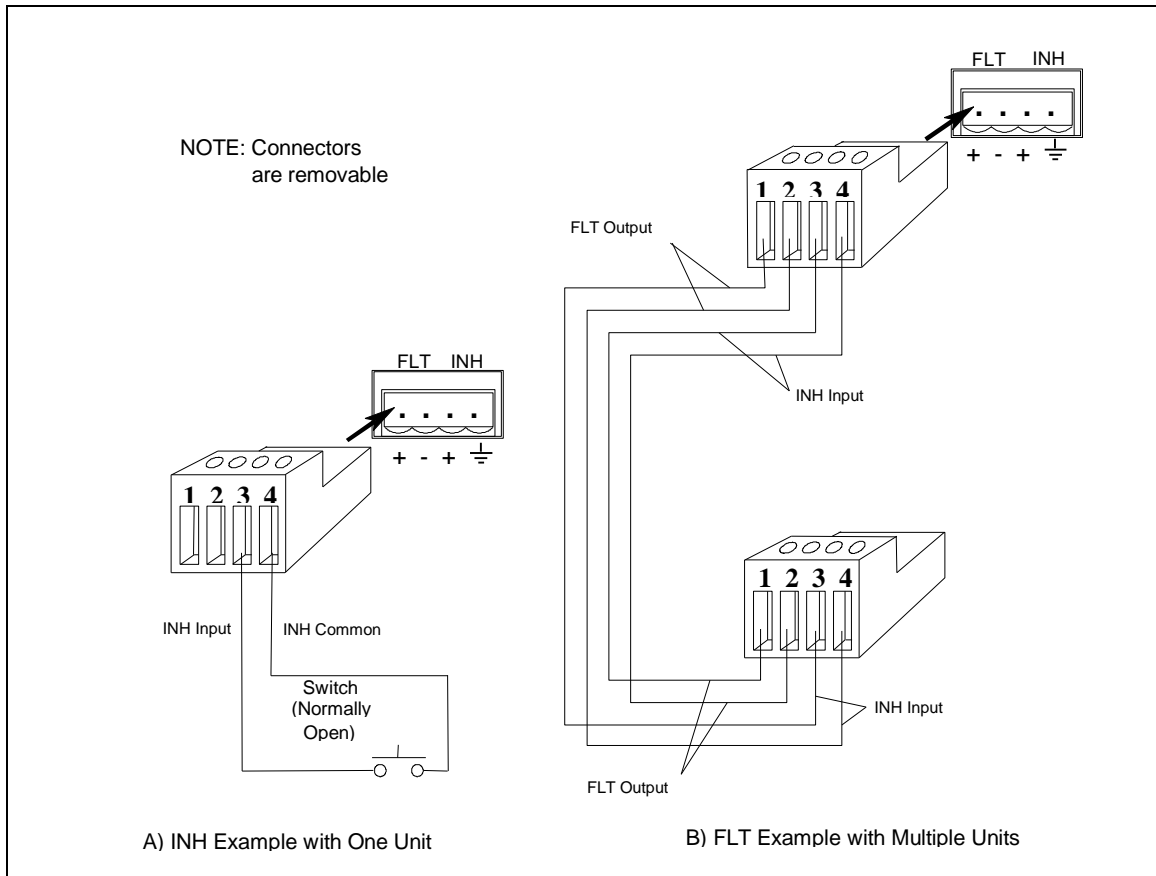 NOTE: Connectors
are removable
FLT INH
+ - +
1 2 3 4
INH Input
INH Common
Switch
(Normally
Open)
A) INH Example with One Unit
FLT INH
+ - +
1 2 3 4
FLT Output
INH Input
1 2 3 4
INH Input
FLT Output
B) FLT Example with Multiple Units